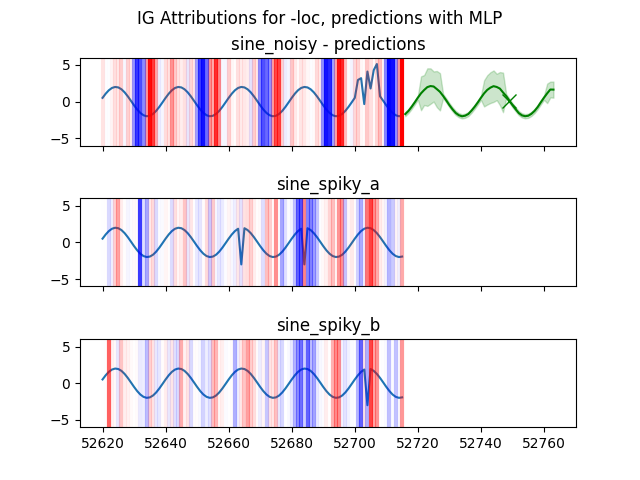 IG Attributions for -loc, predictions with MLP
sine_noisy - predictions
5
0
−5
sine_spiky_a
5
0
−5
sine_spiky_b
5
0
−5
52620 52640 52660 52680 52700 52720 52740 52760